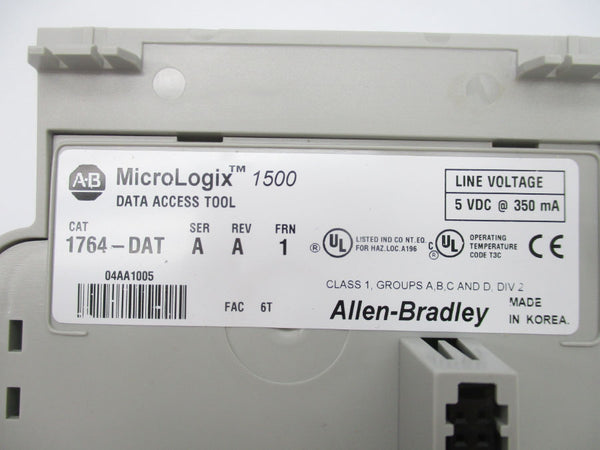 A·B MicroLogix™ 1500
DATA ACCESS TOOL
LINE VOLTAGE
5 VDC @ 350 mA
CAT SER REV FRN
1764-DAT A A 1
® UL LISTED IND CO NT. EQ.
FOR HAZ. LOC. A196
C UL ® OPERATING
TEMPERATURE
CODE T3C
CE
04AA1005
FAC 6T
CLASS 1, GROUPS A,B,C AND D, DIV.2
Allen-Bradley
MADE
IN KOREA.